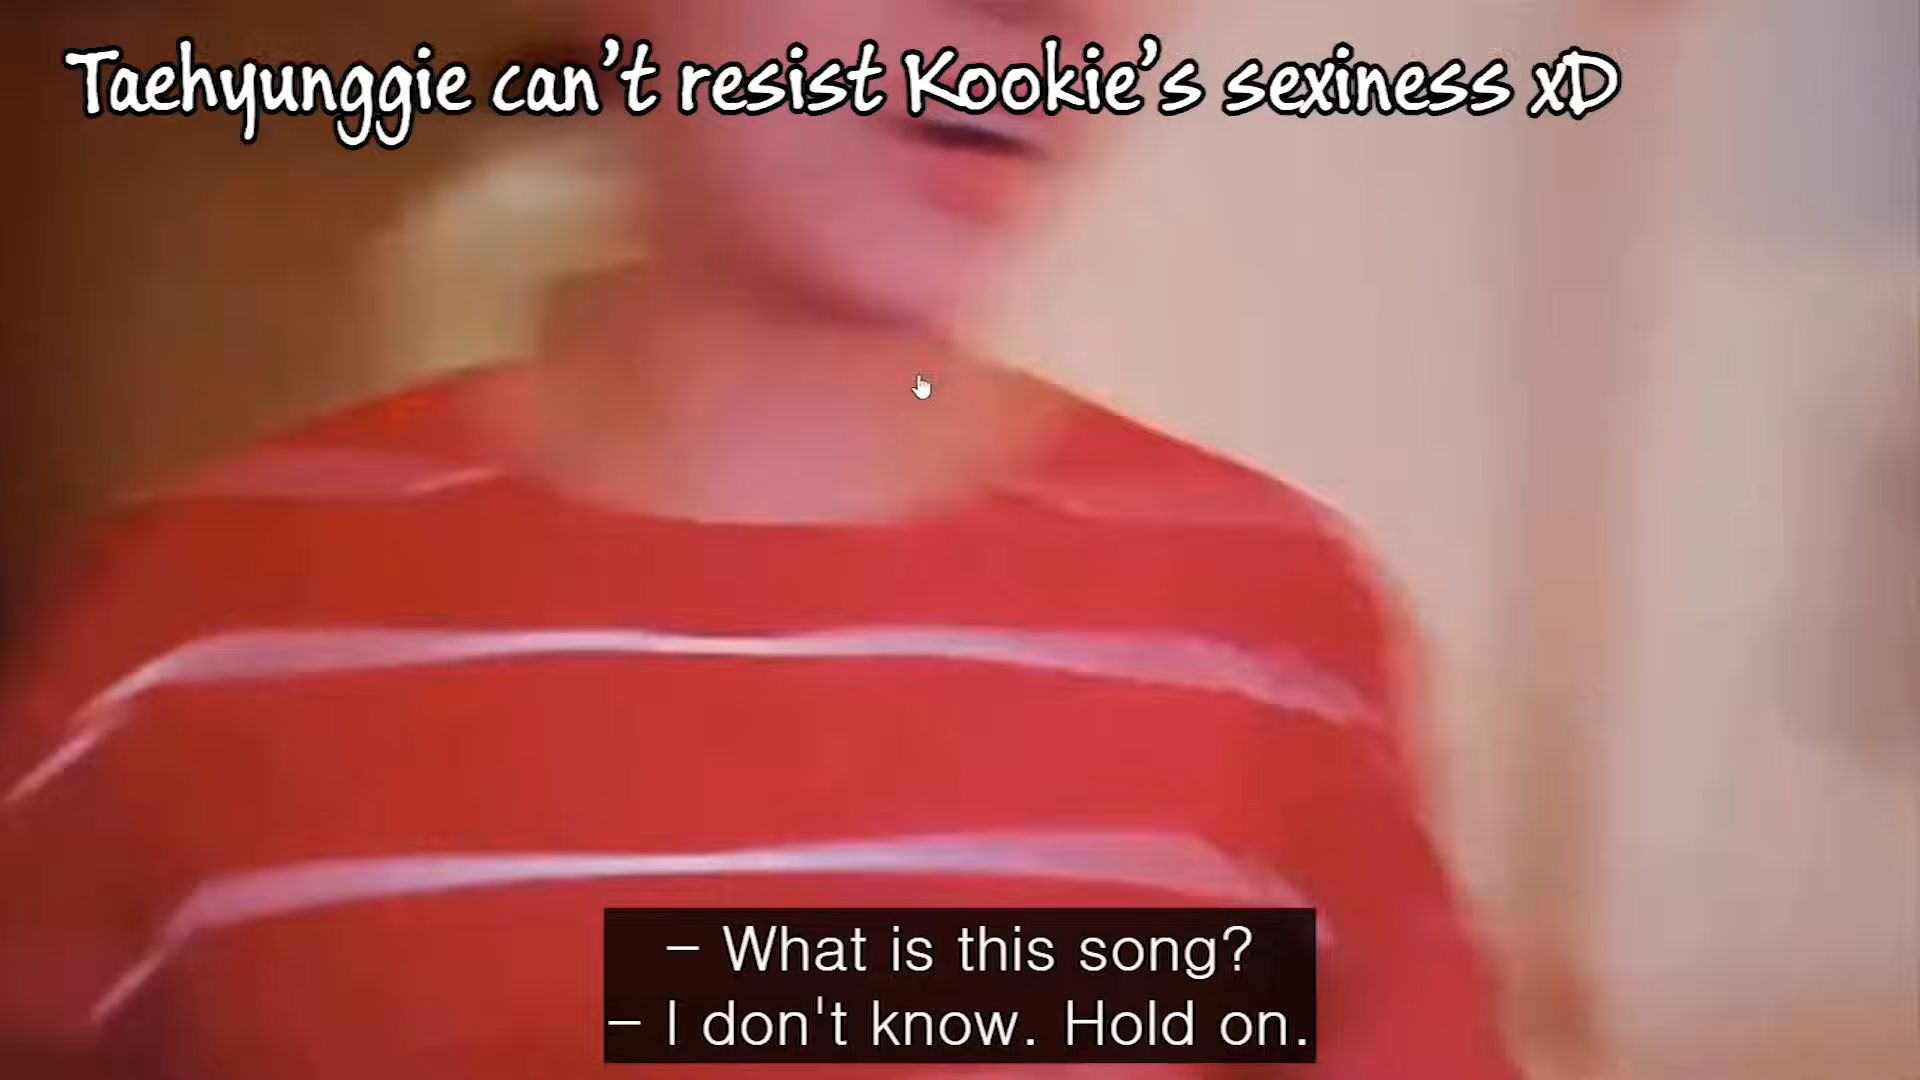 Taehyunggie can't resist Kookie's sexiness xD
– What is this song?
– I don't know. Hold on.